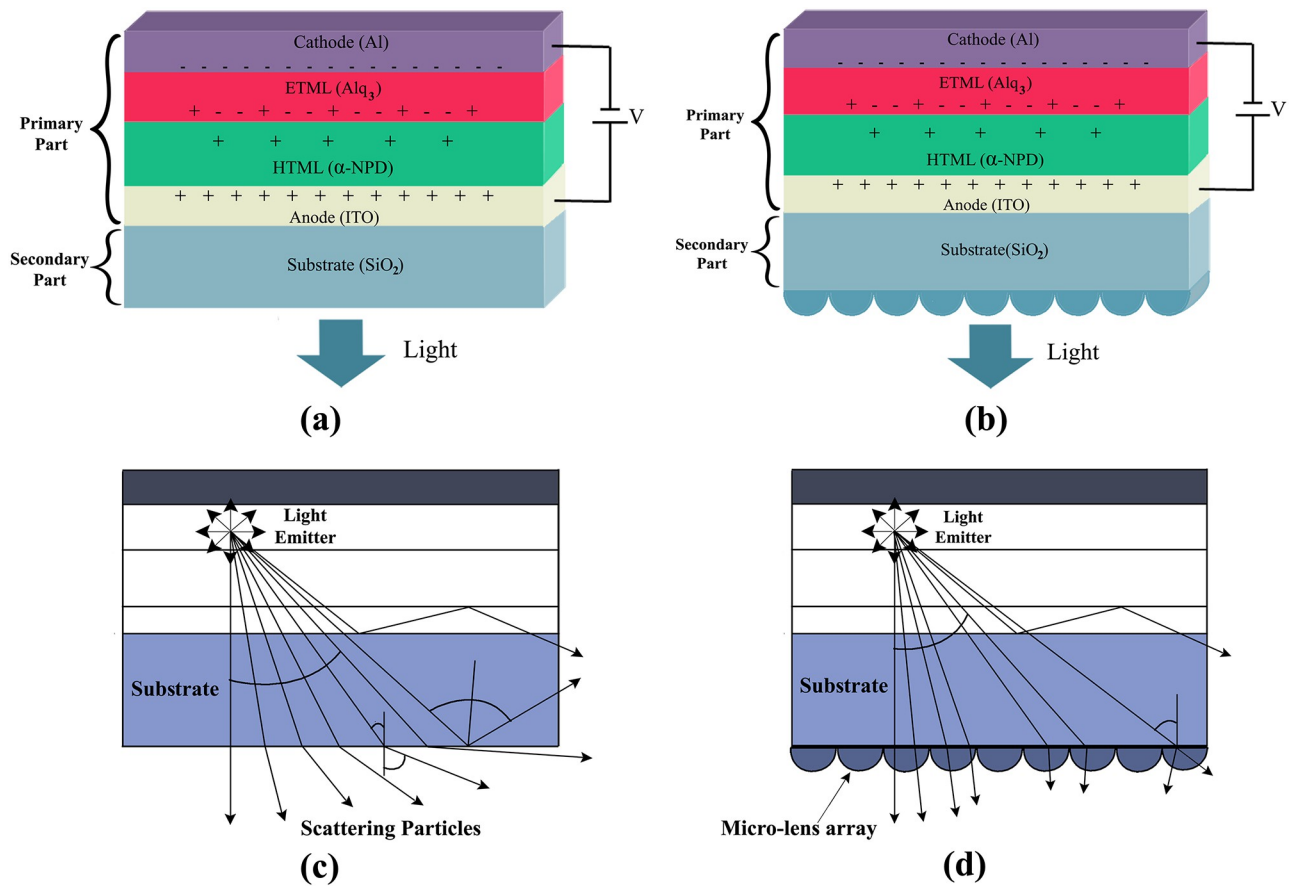 Cathode (Al)
- - - - - - - - - - - - - - - - -
ETML (Alq₃)
+ - - + - - + - - + - - +
+ + + + +
HTML (α-NPD)
+ + + + + + + + + + + +
Anode (ITO)
Substrate (SiO₂)
Primary
Part
Secondary
Part
V
Light
(a)
Cathode (Al)
- - - - - - - - - - - - - - - - -
ETML (Alq₃)
+ - - + - - + - - + - - +
+ + + +
HTML (α-NPD)
+ + + + + + + + + + + +
Anode (ITO)
Substrate(SiO₂)
Primary
Part
Secondary
Part
V
Light
(b)
Light
Emitter
Substrate
Scattering Particles
(c)
Light
Emitter
Substrate
Micro-lens array
(d)